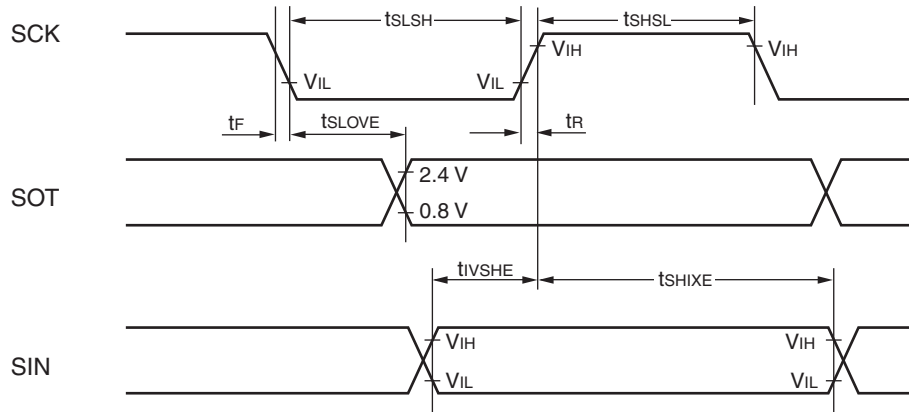 tSLSH tSHSL
SCK
VIH VIH
VIL VIL
tF tSLOVE tR
2.4 V
SOT
0.8 V
tIVSHE tSHIXE
VIH VIH
SIN
VIL VIL